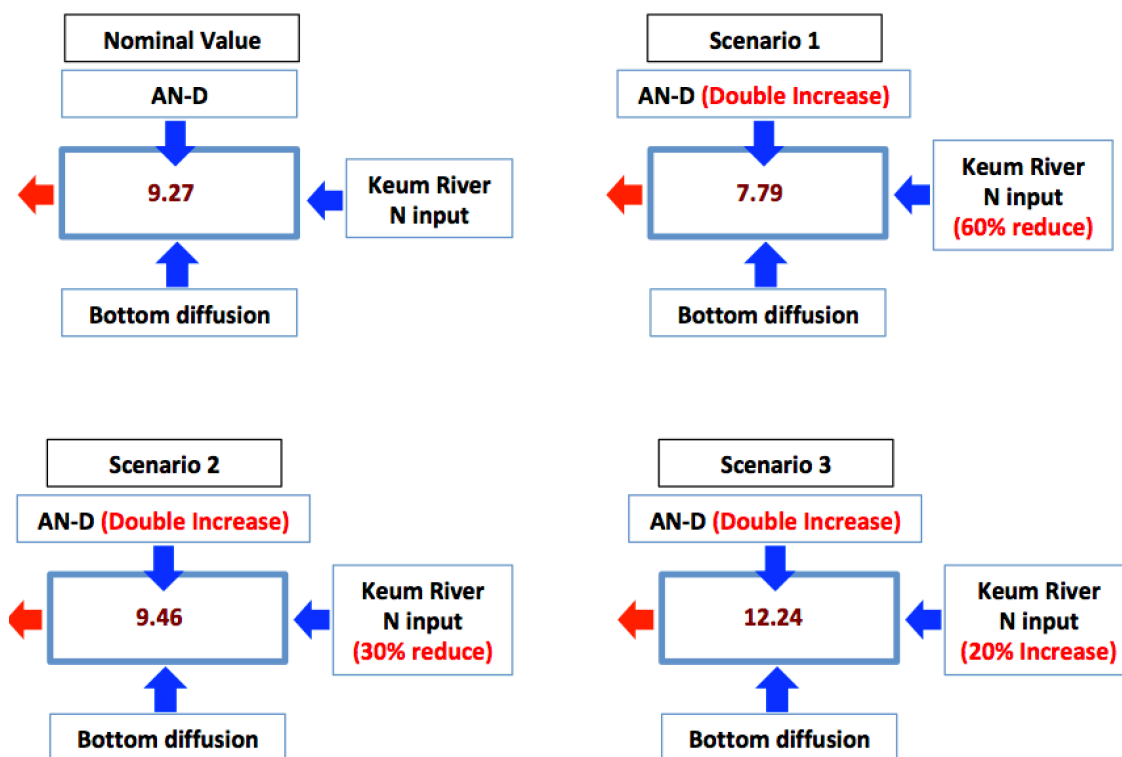 Nominal Value
AN-D
9.27
Keum River
N input
Bottom diffusion
Scenario 1
AN-D (Double Increase)
7.79
Keum River
N input
(60% reduce)
Bottom diffusion
Scenario 2
AN-D (Double Increase)
9.46
Keum River
N input
(30% reduce)
Bottom diffusion
Scenario 3
AN-D (Double Increase)
12.24
Keum River
N input
(20% Increase)
Bottom diffusion